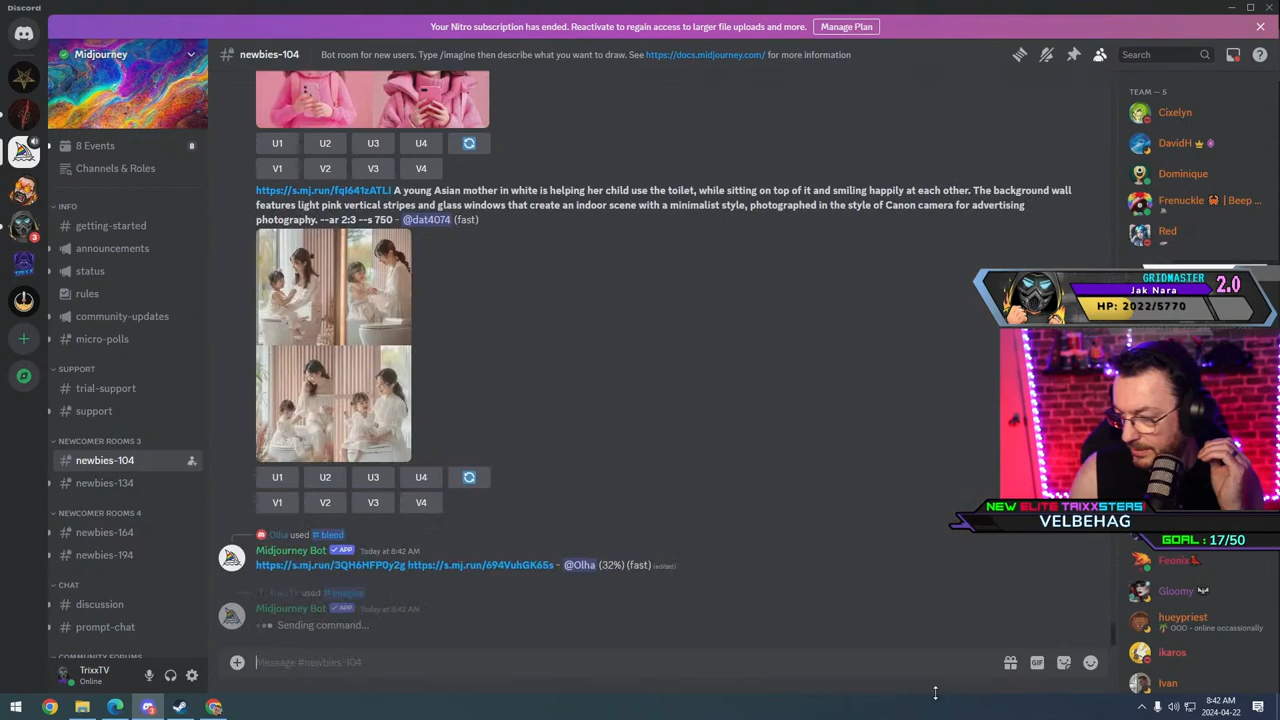 Discord
Your Nitro subscription has ended. Reactivate to regain access to larger file uploads and more.
Manage Plan
Midjourney
newbies-104
Bot room for new users. Type /imagine then describe what you want to draw. See https://docs.midjourney.com/ for more information
Search
8 Events
Channels & Roles
INFO
getting-started
announcements
status
rules
community-updates
micro-polls
SUPPORT
trial-support
support
NEWCOMER ROOMS 3
newbies-104
newbies-134
NEWCOMER ROOMS 4
newbies-164
newbies-194
CHAT
discussion
prompt-chat
COMMUNITY FORUMS
TrixxTV
Online
3
U1 U2 U3 U4
V1 V2 V3 V4
https://s.mj.run/fqI641zATLI A young Asian mother in white is helping her child use the toilet, while sitting on top of it and smiling happily at each other. The background wall
features light pink vertical stripes and glass windows that create an indoor scene with a minimalist style, photographed in the style of Canon camera for advertising
photography. --ar 2:3 --s 750 - @dat4074 (fast)
U1 U2 U3 U4
V1 V2 V3 V4
Olha used blend
Midjourney Bot APP Today at 8:42 AM
https://s.mj.run/3QH6HFP0y2g https://s.mj.run/694VuhGK65s - @Olha (32%) (fast) (edited)
used imagine
Midjourney Bot APP Today at 8:42 AM
Sending command...
Message #newbies-104
GIF
TEAM — 5
Cixelyn
DavidH
Dominique
Frenuckle | Beep ...
Red
GRIDMASTER
Jak Nara
2.0
HP: 2022/5770
NEW ELITE TRIXXSTERS!
VELBEHAG
GOAL : 17/50
Feonix
Gloomy
hueypriest
OOO - online occassionally
ikaros
Ivan
8:42 AM
2024-04-22